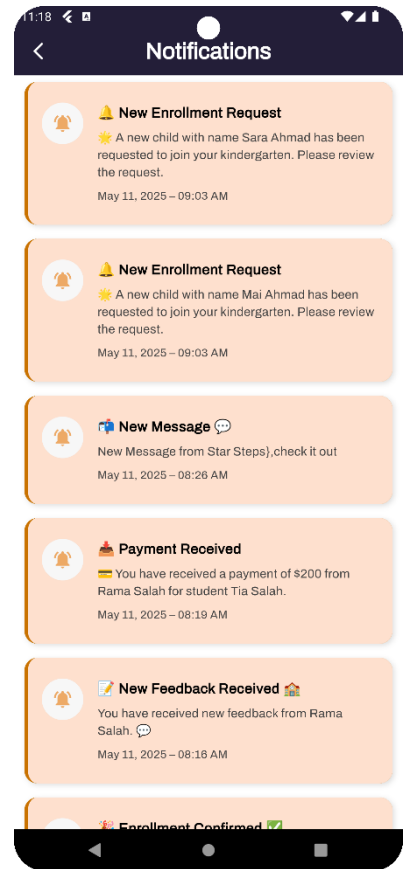 11:18
Notifications
🔔 New Enrollment Request
🌟 A new child with name Sara Ahmad has been
requested to join your kindergarten. Please review
the request.
May 11, 2025 – 09:03 AM
🔔 New Enrollment Request
🌟 A new child with name Mai Ahmad has been
requested to join your kindergarten. Please review
the request.
May 11, 2025 – 09:03 AM
📬 New Message 💬
New Message from Star Steps},check it out
May 11, 2025 – 08:26 AM
📥 Payment Received
💳 You have received a payment of $200 from
Rama Salah for student Tia Salah.
May 11, 2025 – 08:19 AM
📝 New Feedback Received 🏫
You have received new feedback from Rama
Salah. 💬
May 11, 2025 – 08:16 AM
🎉 Enrollment Confirmed ✅